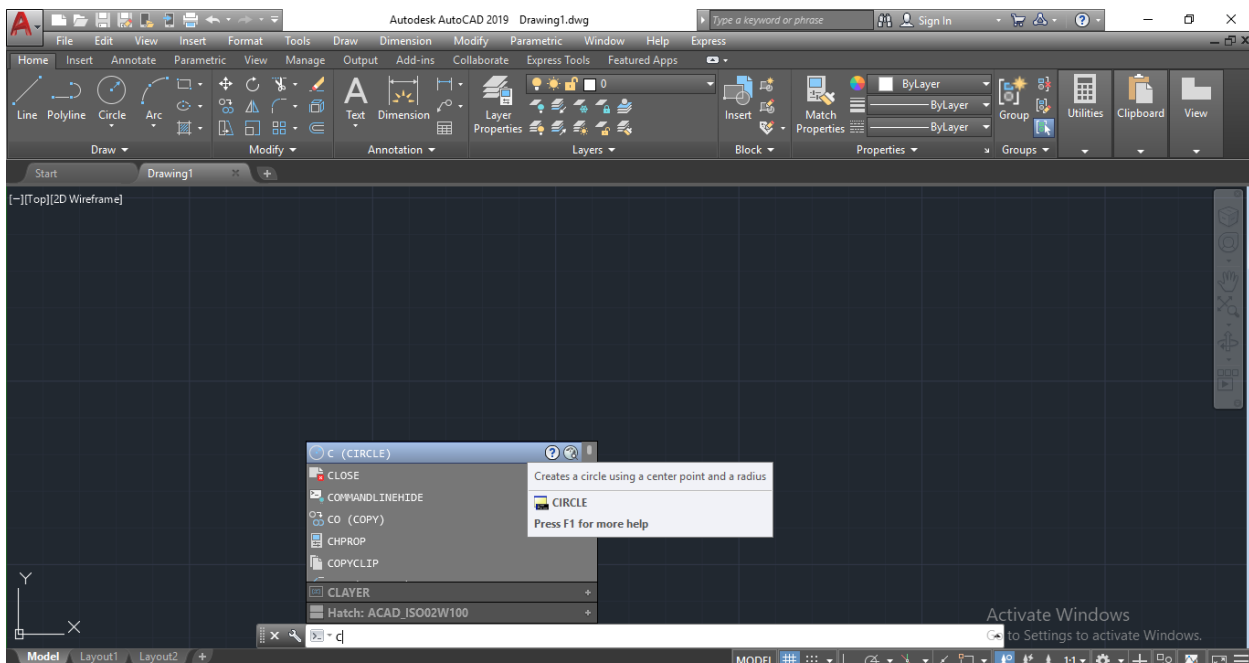 Autodesk AutoCAD 2019 Drawing1.dwg Type a keyword or phrase Sign In
File Edit View Insert Format Tools Draw Dimension Modify Parametric Window Help Express
Home Insert Annotate Parametric View Manage Output Add-ins Collaborate Express Tools Featured Apps
0 ByLayer
ByLayer
ByLayer
Line Polyline Circle Arc Text Dimension Layer Properties Insert Match Properties Group Utilities Clipboard View
Draw Modify Annotation Layers Block Properties Groups
Start Drawing1
[−][Top][2D Wireframe]
C (CIRCLE)
CLOSE
COMMANDLINEHIDE
CO (COPY)
CHPROP
COPYCLIP
CLAYER
Hatch: ACAD_ISO02W100
Creates a circle using a center point and a radius
CIRCLE
Press F1 for more help
Y
X
c
Activate Windows
Go to Settings to activate Windows.
Model Layout1 Layout2 + MODEL 1:1